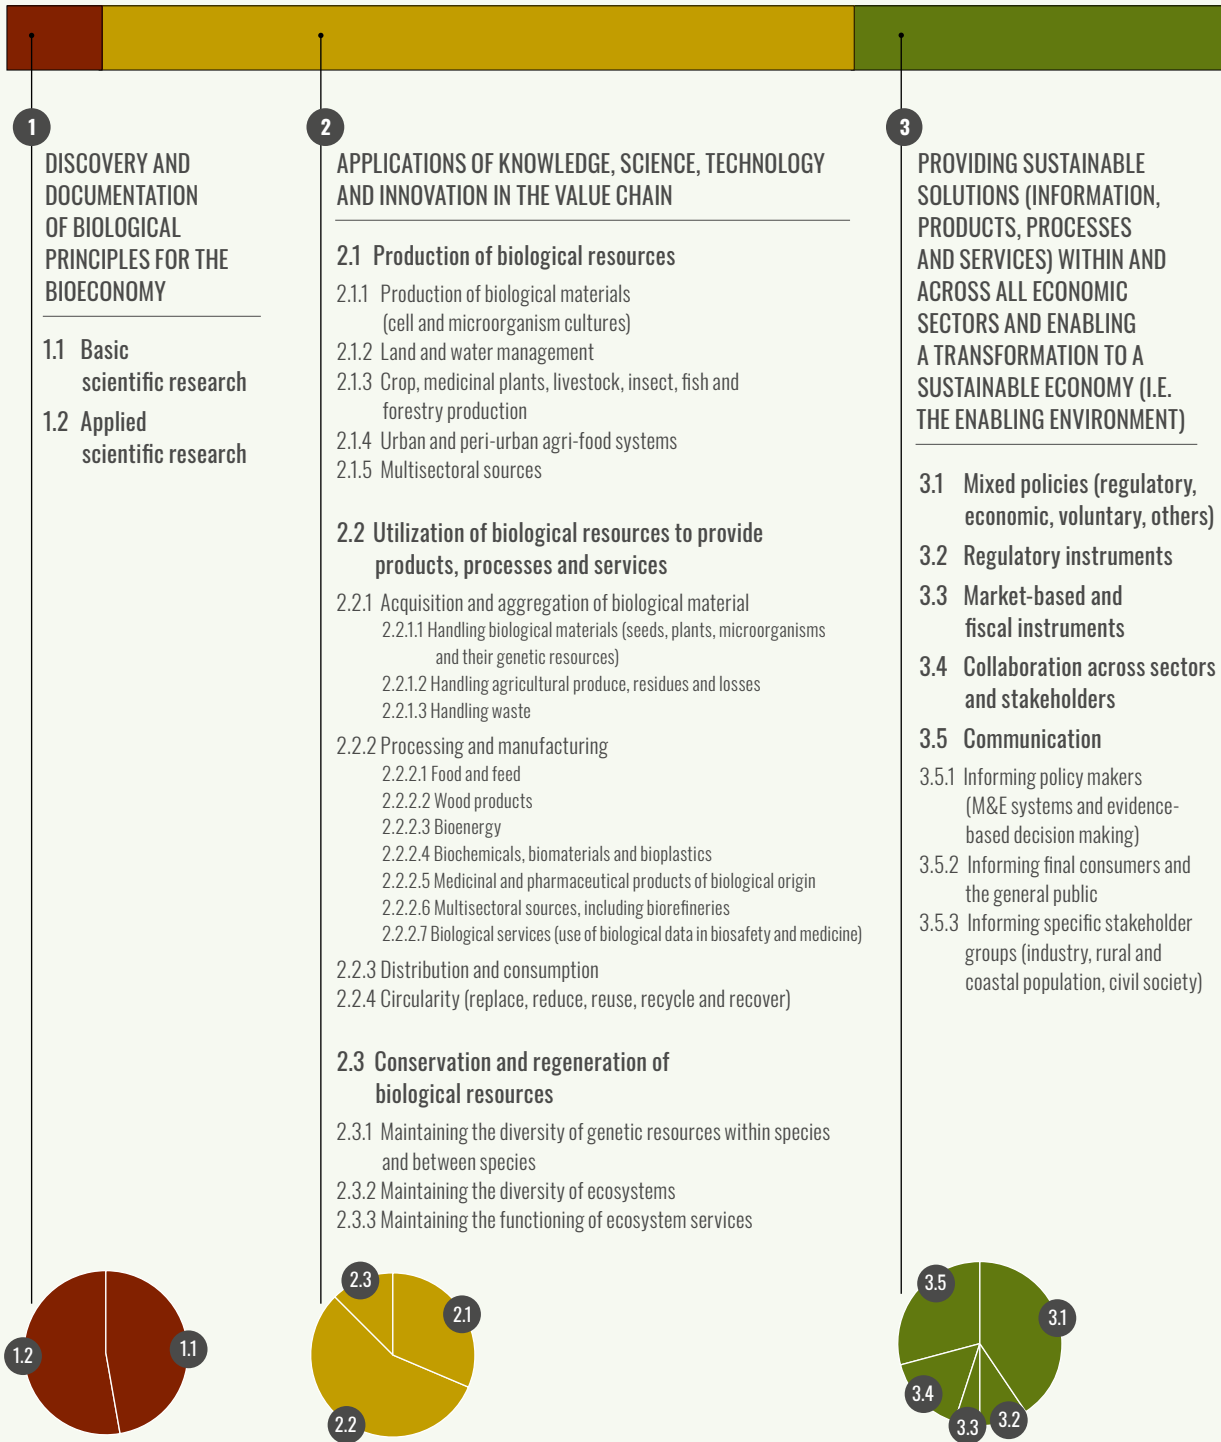 1
DISCOVERY AND
DOCUMENTATION
OF BIOLOGICAL
PRINCIPLES FOR THE
BIOECONOMY
1.1 Basic
scientific research
1.2 Applied
scientific research
2
APPLICATIONS OF KNOWLEDGE, SCIENCE, TECHNOLOGY
AND INNOVATION IN THE VALUE CHAIN
2.1 Production of biological resources
2.1.1 Production of biological materials
(cell and microorganism cultures)
2.1.2 Land and water management
2.1.3 Crop, medicinal plants, livestock, insect, fish and
forestry production
2.1.4 Urban and peri-urban agri-food systems
2.1.5 Multisectoral sources
2.2 Utilization of biological resources to provide
products, processes and services
2.2.1 Acquisition and aggregation of biological material
2.2.1.1 Handling biological materials (seeds, plants, microorganisms
and their genetic resources)
2.2.1.2 Handling agricultural produce, residues and losses
2.2.1.3 Handling waste
2.2.2 Processing and manufacturing
2.2.2.1 Food and feed
2.2.2.2 Wood products
2.2.2.3 Bioenergy
2.2.2.4 Biochemicals, biomaterials and bioplastics
2.2.2.5 Medicinal and pharmaceutical products of biological origin
2.2.2.6 Multisectoral sources, including biorefineries
2.2.2.7 Biological services (use of biological data in biosafety and medicine)
2.2.3 Distribution and consumption
2.2.4 Circularity (replace, reduce, reuse, recycle and recover)
2.3 Conservation and regeneration of
biological resources
2.3.1 Maintaining the diversity of genetic resources within species
and between species
2.3.2 Maintaining the diversity of ecosystems
2.3.3 Maintaining the functioning of ecosystem services
3
PROVIDING SUSTAINABLE
SOLUTIONS (INFORMATION,
PRODUCTS, PROCESSES
AND SERVICES) WITHIN AND
ACROSS ALL ECONOMIC
SECTORS AND ENABLING
A TRANSFORMATION TO A
SUSTAINABLE ECONOMY (I.E.
THE ENABLING ENVIRONMENT)
3.1 Mixed policies (regulatory,
economic, voluntary, others)
3.2 Regulatory instruments
3.3 Market-based and
fiscal instruments
3.4 Collaboration across sectors
and stakeholders
3.5 Communication
3.5.1 Informing policy makers
(M&E systems and evidence-
based decision making)
3.5.2 Informing final consumers and
the general public
3.5.3 Informing specific stakeholder
groups (industry, rural and
coastal population, civil society)
1.2
1.1
2.3
2.1
2.2
3.5
3.1
3.4
3.3
3.2